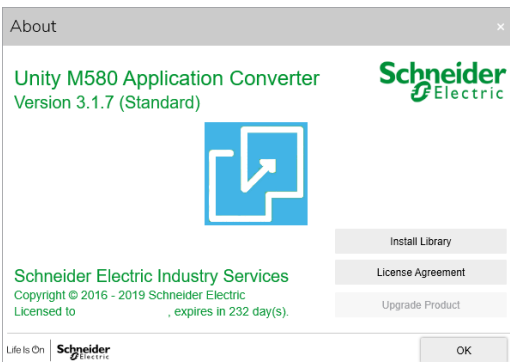 About
×
Unity M580 Application Converter
Version 3.1.7 (Standard)
Schneider
Electric
Install Library
License Agreement
Upgrade Product
Schneider Electric Industry Services
Copyright © 2016 - 2019 Schneider Electric
Licensed to , expires in 232 day(s).
Life Is On
Schneider
Electric
OK